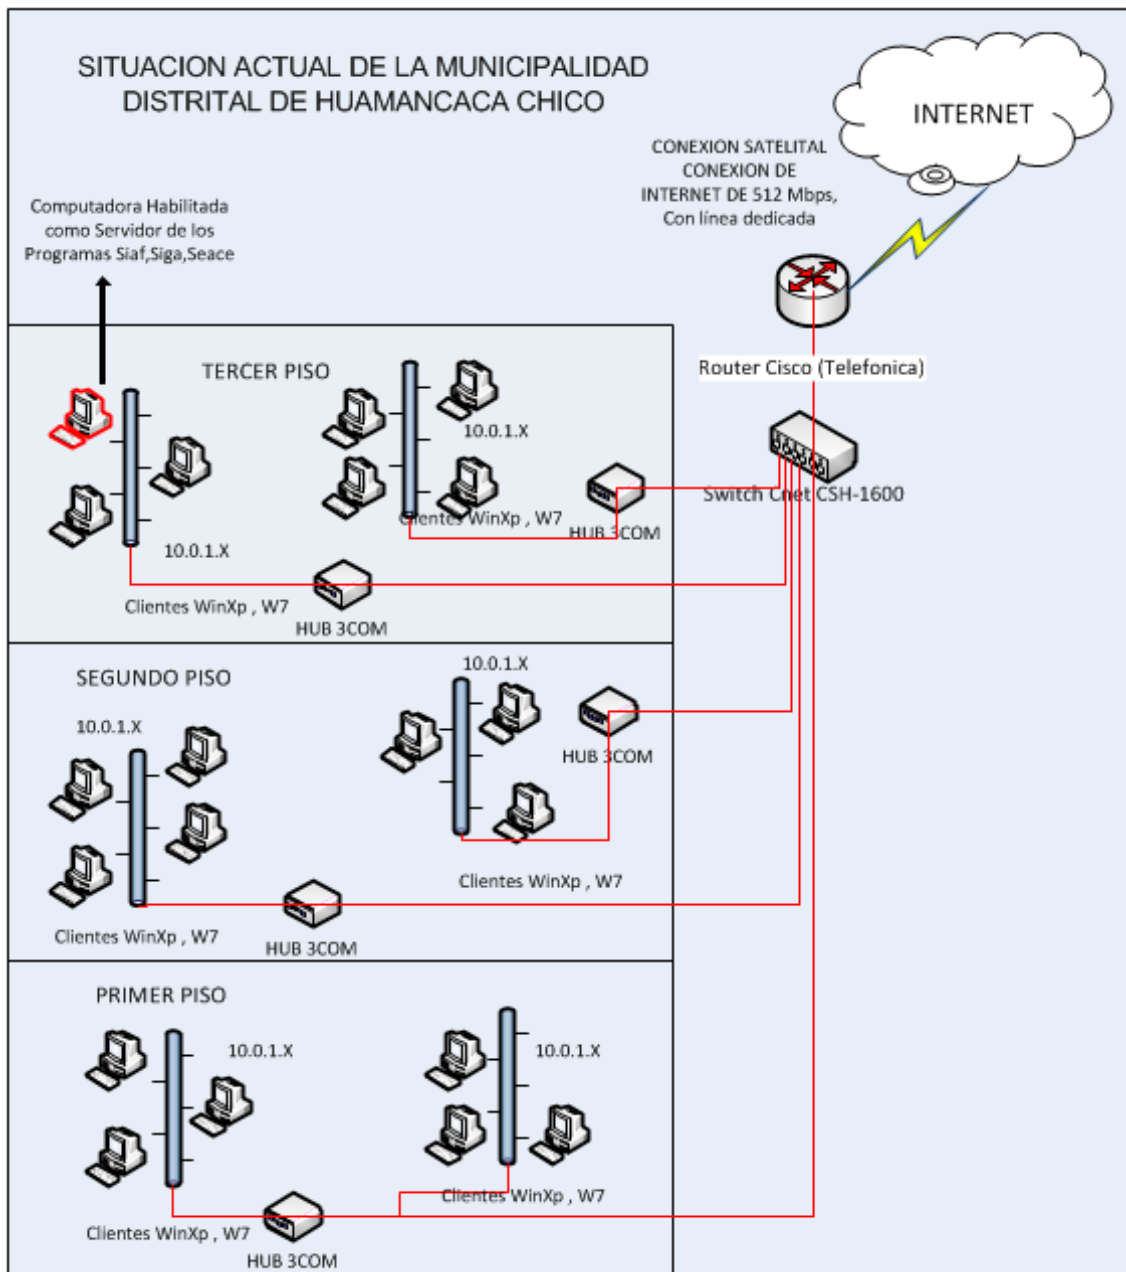 SITUACION ACTUAL DE LA MUNICIPALIDAD
DISTRITAL DE HUAMANCACA CHICO
INTERNET
CONEXION SATELITAL
CONEXION DE
INTERNET DE 512 Mbps,
Con línea dedicada
Computadora Habilitada
como Servidor de los
Programas Siaf,Siga,Seace
Router Cisco (Telefonica)
Switch Cnet CSH-1600
TERCER PISO
10.0.1.X
Clientes WinXp , W7
HUB 3COM
10.0.1.X
Clientes WinXp , W7
HUB 3COM
SEGUNDO PISO
10.0.1.X
10.0.1.X
HUB 3COM
Clientes WinXp , W7
Clientes WinXp , W7
HUB 3COM
PRIMER PISO
10.0.1.X
10.0.1.X
Clientes WinXp , W7
Clientes WinXp , W7
HUB 3COM